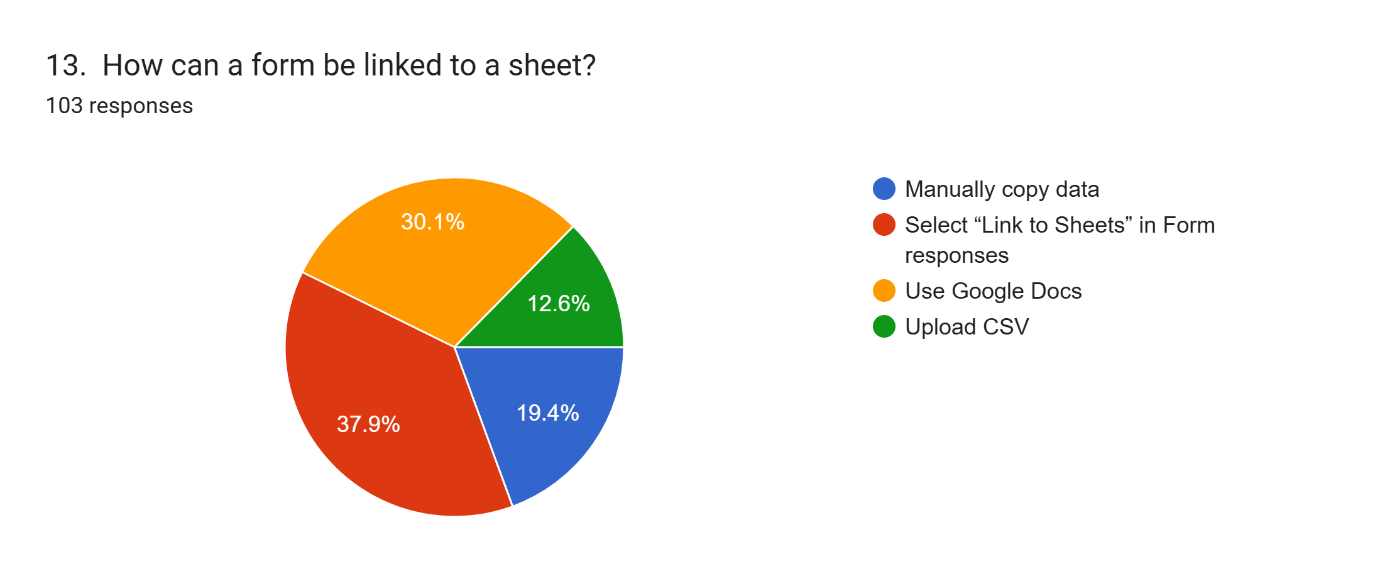 13.  How can a form be linked to a sheet?
103 responses
30.1%
12.6%
37.9%
19.4%
Manually copy data
Select “Link to Sheets” in Form
responses
Use Google Docs
Upload CSV